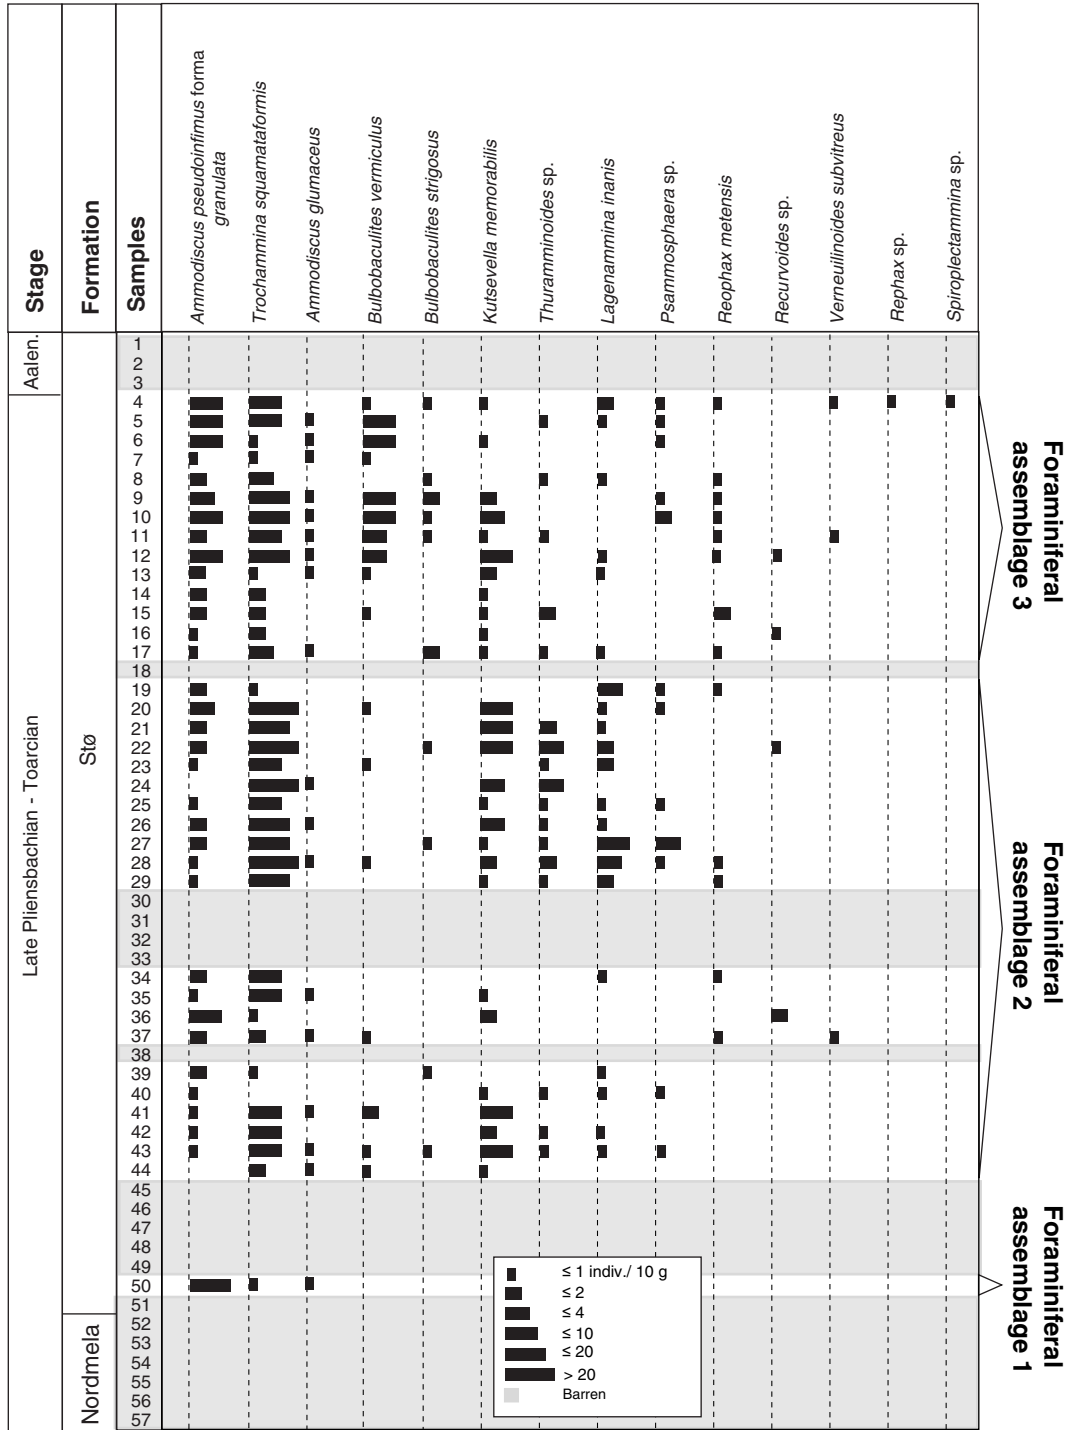 Stage
Formation
Samples
Ammodiscus pseudoinfimus forma
granulata
Trochammina squamataformis
Ammodiscus glumaceus
Bulbobaculites vermiculus
Bulbobaculites strigosus
Kutsevella memorabilis
Thuramminoides sp.
Lagenammina inanis
Psammosphaera sp.
Reophax metensis
Recurvoides sp.
Verneuilinoides subvitreus
Rephax sp.
Spiroplectammina sp.
Aalen.
Late Pliensbachian - Toarcian
Stø
Nordmela
1
2
3
4
5
6
7
8
9
10
11
12
13
14
15
16
17
18
19
20
21
22
23
24
25
26
27
28
29
30
31
32
33
34
35
36
37
38
39
40
41
42
43
44
45
46
47
48
49
50
51
52
53
54
55
56
57
Foraminiferal
assemblage 3
Foraminiferal
assemblage 2
Foraminiferal
assemblage 1
≤ 1 indiv./ 10 g
≤ 2
≤ 4
≤ 10
≤ 20
> 20
Barren